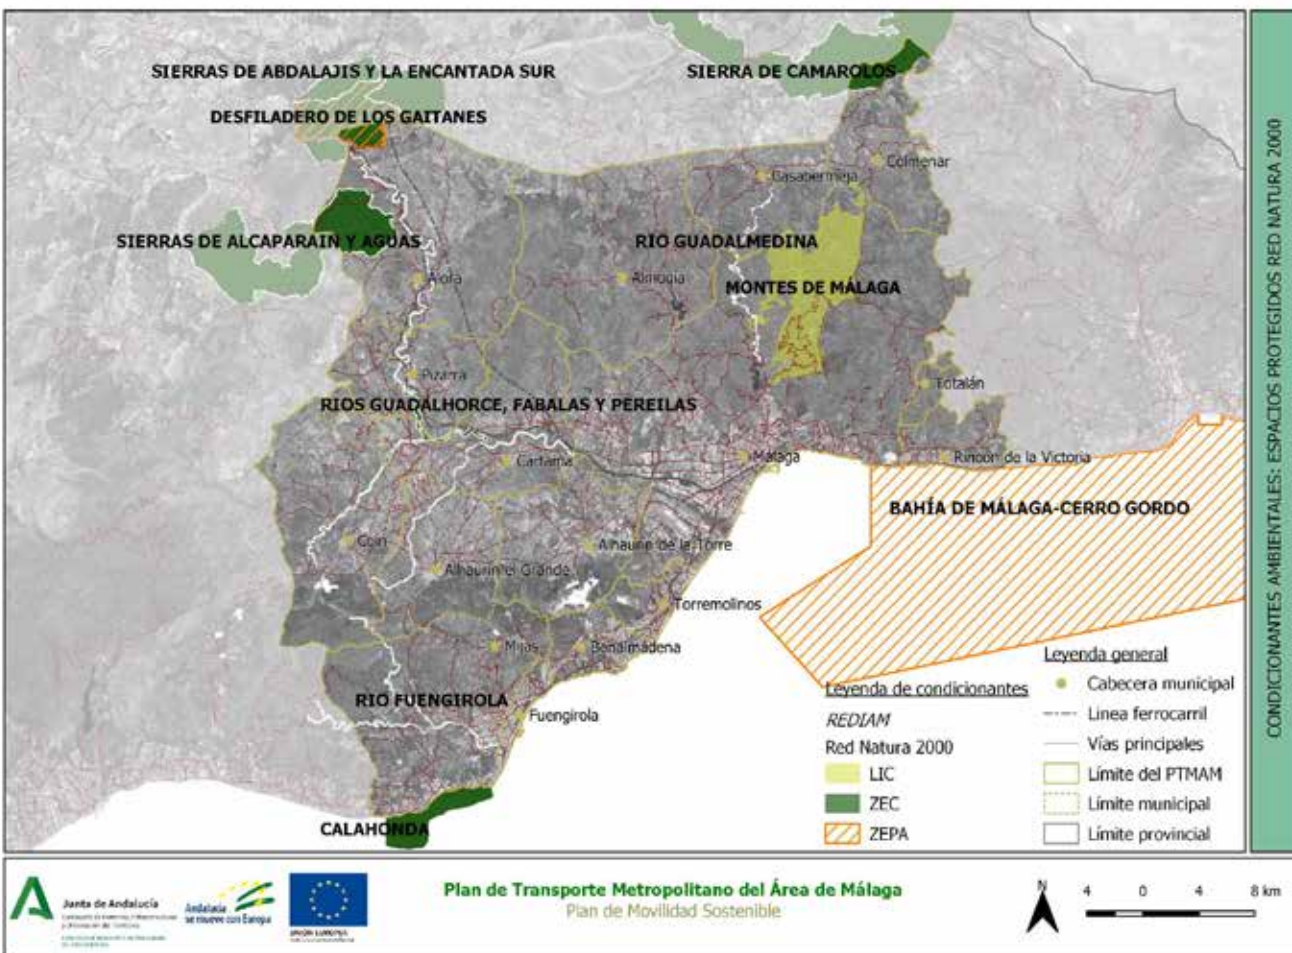 SIERRAS DE ABDALAJIS Y LA ENCANTADA SUR
SIERRA DE CAMAROLOS
DESFILADERO DE LOS GAITANES
Colmenar
Casabermeja
SIERRAS DE ALCAPARAIN Y AGUAS
RIO GUADALMEDINA
Álora
Almogía
MONTES DE MÁLAGA
Pizarra
Totalán
RIOS GUADALHORCE, FABALAS Y PEREILAS
Cártama
Málaga
Rincón de la Victoria
BAHÍA DE MÁLAGA-CERRO GORDO
Coín
Alhaurín de la Torre
Alhaurín el Grande
Torremolinos
Mijas
Benalmádena
RIO FUENGIROLA
Fuengirola
CALAHONDA
Leyenda de condicionantes
REDIAM
Red Natura 2000
LIC
ZEC
ZEPA
Leyenda general
Cabecera municipal
Linea ferrocarril
Vías principales
Límite del PTMAM
Límite municipal
Límite provincial
CONDICIONANTES AMBIENTALES: ESPACIOS PROTEGIDOS RED NATURA 2000
Junta de Andalucía
Andalucía
se mueve con Europa
UNIÓN EUROPEA
Plan de Transporte Metropolitano del Área de Málaga
Plan de Movilidad Sostenible
N
4 0 4 8 km